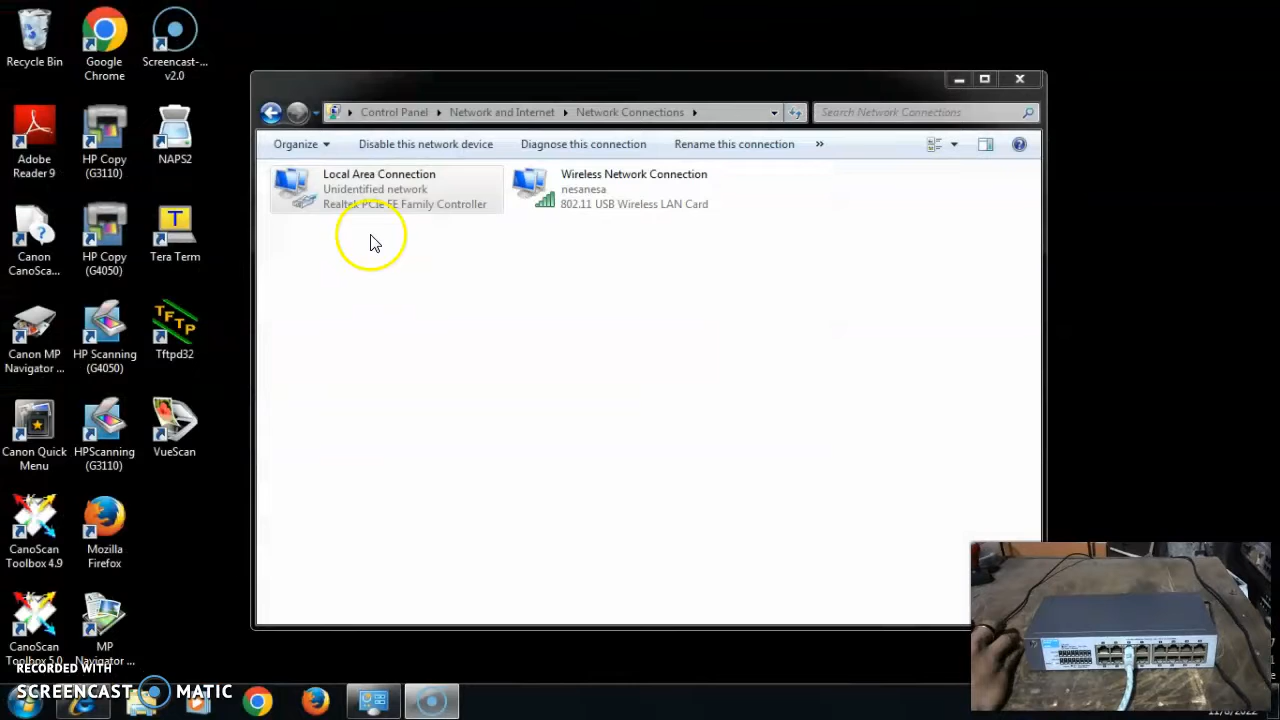 Recycle Bin
Google
Chrome
Screencast-...
v2.0
Adobe
Reader 9
HP Copy
(G3110)
NAPS2
Canon
CanoSca...
HP Copy
(G4050)
T
Tera Term
Canon MP
Navigator ...
HP Scanning
(G4050)
TFTP
Tftpd32
Canon Quick
Menu
HPScanning
(G3110)
VueScan
CanoScan
Toolbox 4.9
Mozilla
Firefox
CanoScan
Toolbox 5.0
MP
Navigator ...
Control Panel
Network and Internet
Network Connections
Search Network Connections
Organize
Disable this network device
Diagnose this connection
Rename this connection
»
Local Area Connection
Unidentified network
Realtek PCIe FE Family Controller
Wireless Network Connection
nesanesa
802.11 USB Wireless LAN Card
RECORDED WITH
SCREENCAST MATIC
11/8/2022